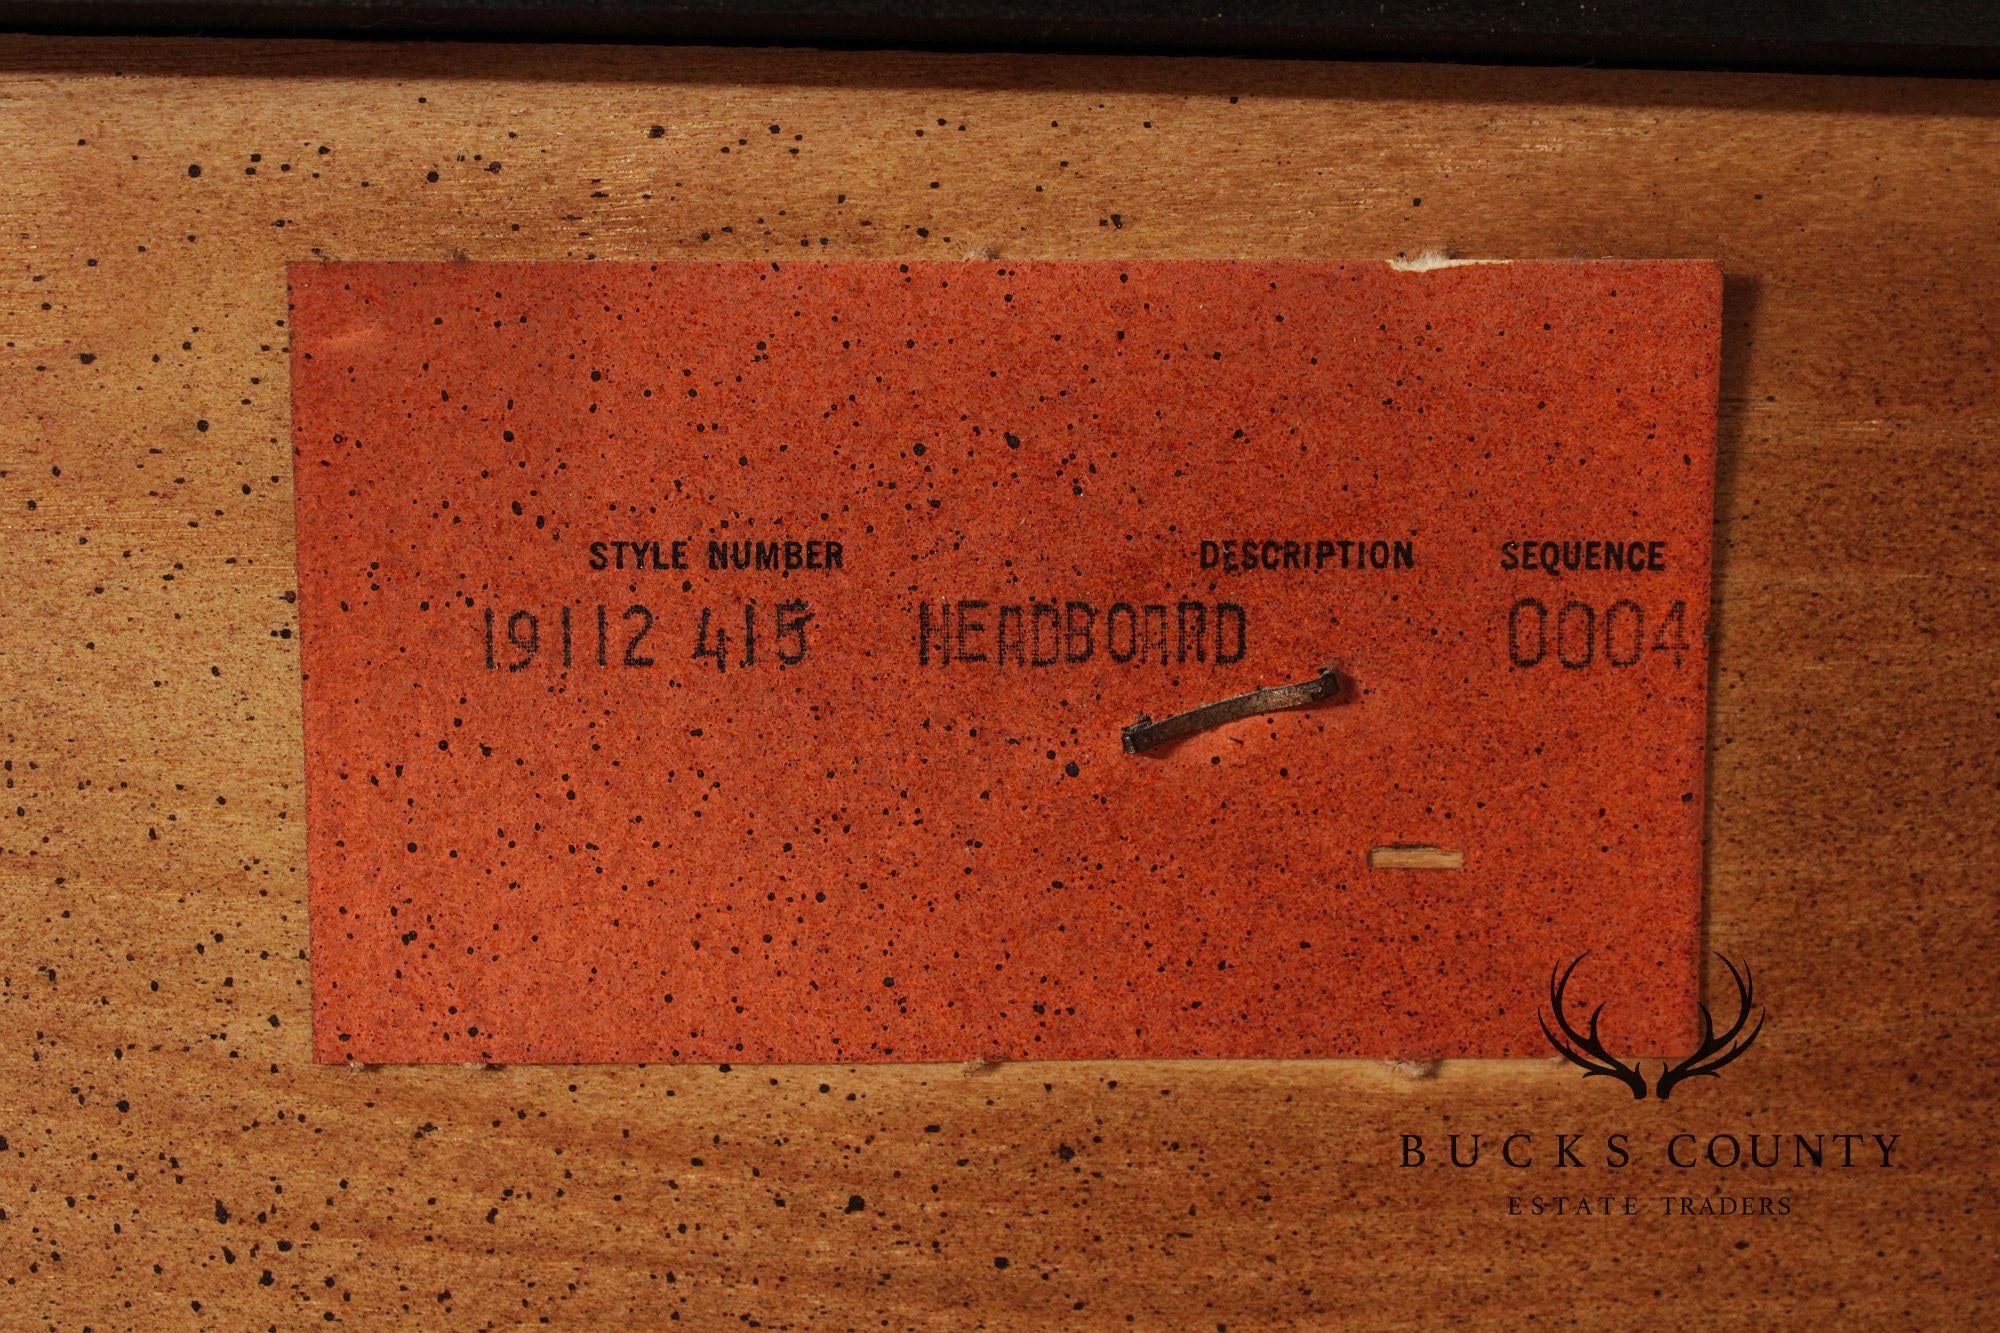 STYLE NUMBER DESCRIPTION SEQUENCE
19112 415 HEADBOARD 0004
BUCKS COUNTY
ESTATE TRADERS